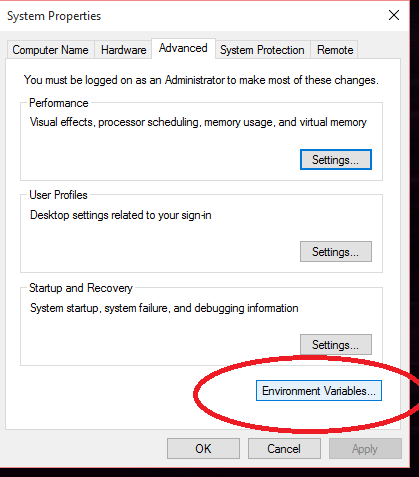 System Properties
Computer Name Hardware Advanced System Protection Remote
You must be logged on as an Administrator to make most of these changes.
Performance
Visual effects, processor scheduling, memory usage, and virtual memory
Settings...
User Profiles
Desktop settings related to your sign-in
Settings...
Startup and Recovery
System startup, system failure, and debugging information
Settings...
Environment Variables...
OK Cancel Apply